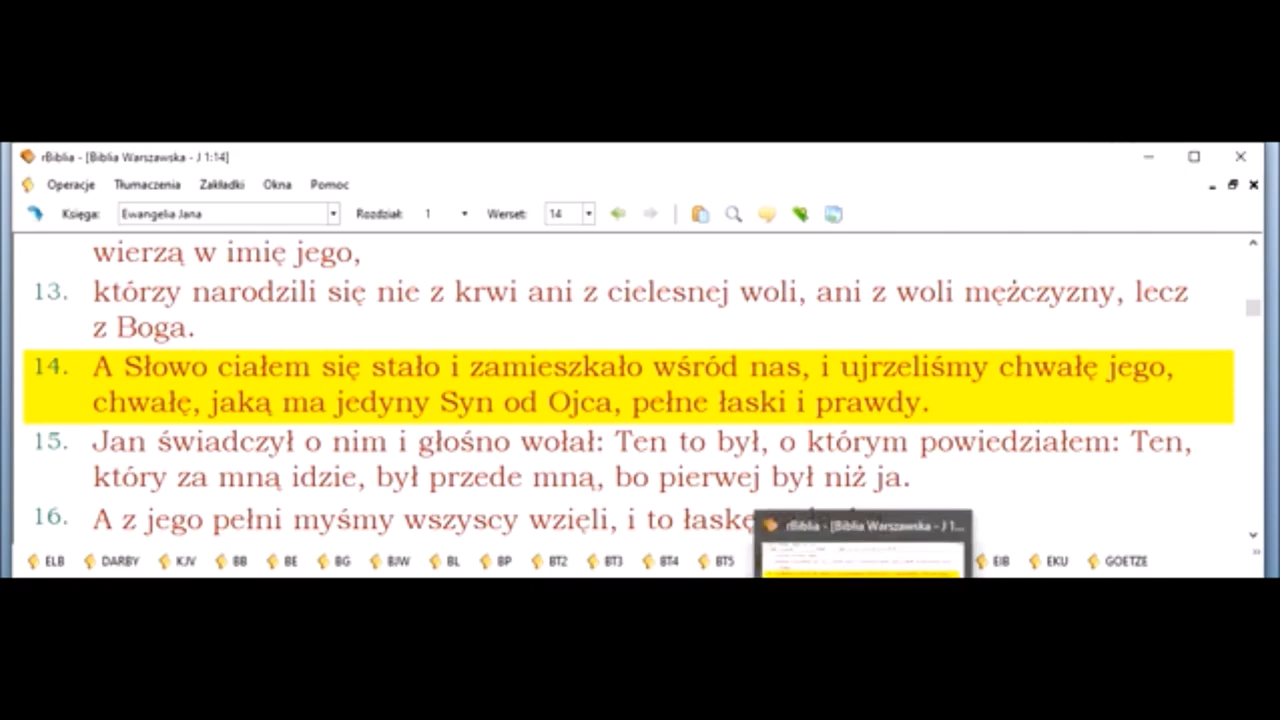 rBiblia - [Biblia Warszawska - J 1:14]
Operacje Tłumaczenia Zakładki Okna Pomoc
Księga: Ewangelia Jana Rozdział: 1 Werset: 14
wierzą w imię jego,
13. którzy narodzili się nie z krwi ani z cielesnej woli, ani z woli mężczyzny, lecz
z Boga.
14. A Słowo ciałem się stało i zamieszkało wśród nas, i ujrzeliśmy chwałę jego,
chwałę, jaką ma jedyny Syn od Ojca, pełne łaski i prawdy.
15. Jan świadczył o nim i głośno wołał: Ten to był, o którym powiedziałem: Ten,
który za mną idzie, był przede mną, bo pierwej był niż ja.
16. A z jego pełni myśmy wszyscy wzięli, i to łaskę
rBiblia - [Biblia Warszawska - J 1...
ELB DARBY KJV BB BE BG BJW BL BP BT2 BT3 BT4 BT5 EIB EKU GOETZE